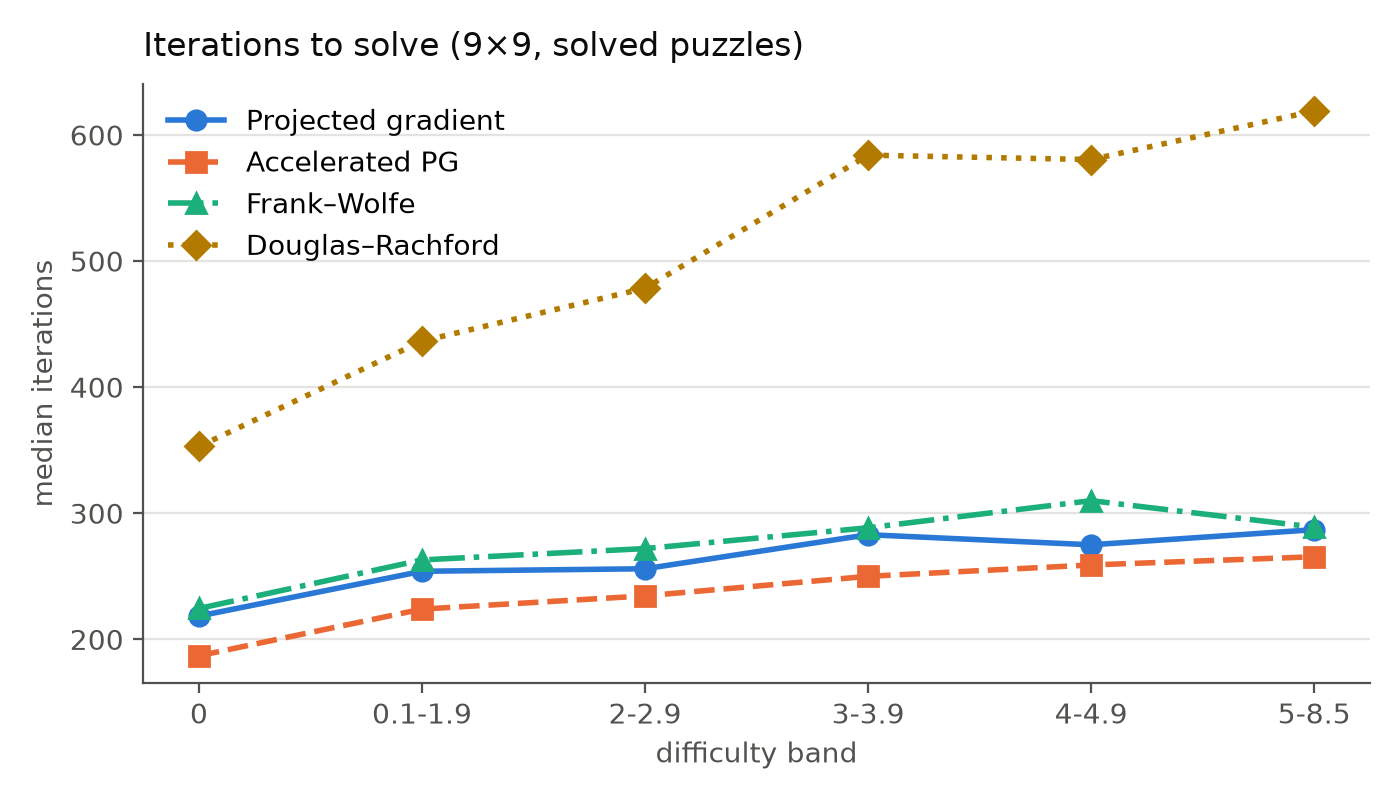 Iterations to solve (9×9, solved puzzles)
Projected gradient
Accelerated PG
Frank–Wolfe
Douglas–Rachford
median iterations
600
500
400
300
200
0
0.1-1.9
2-2.9
3-3.9
4-4.9
5-8.5
difficulty band